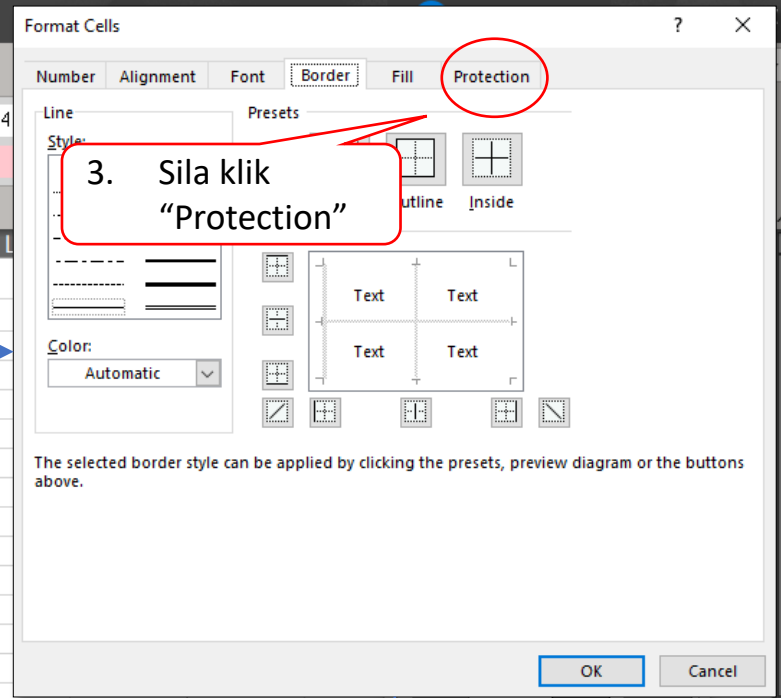 Format Cells
?
Number Alignment Font Border Fill Protection
4
Line
Presets
Style:
3. Sila klik
“Protection”
utline Inside
L
Text Text
Text Text
Color:
Automatic
The selected border style can be applied by clicking the presets, preview diagram or the buttons
above.
OK Cancel